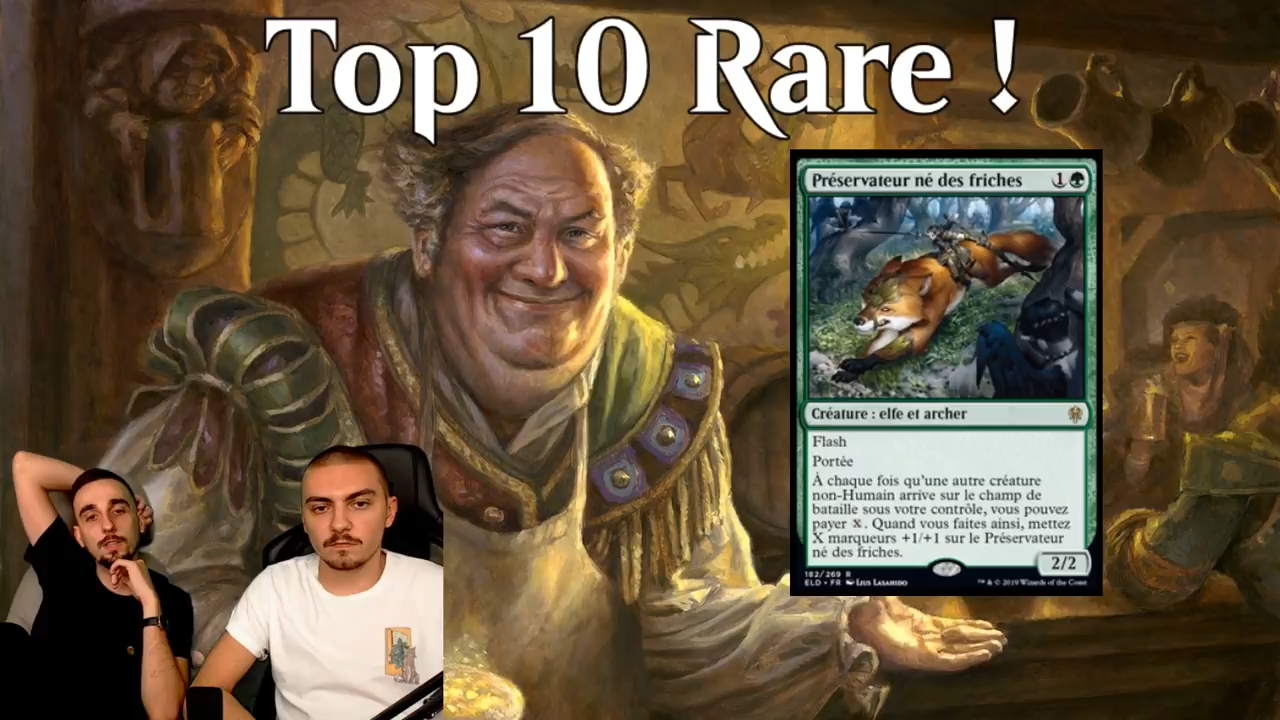 Top 10 Rare !
Préservateur né des friches 1
Créature : elfe et archer
Flash
Portée
À chaque fois qu'une autre créature
non-Humain arrive sur le champ de
bataille sous votre contrôle, vous pouvez
payer X. Quand vous faites ainsi, mettez
X marqueurs +1/+1 sur le Préservateur
né des friches.
2/2
182/269 R
ELD • FR Lius Lasahido
™ & © 2019 Wizards of the Coast